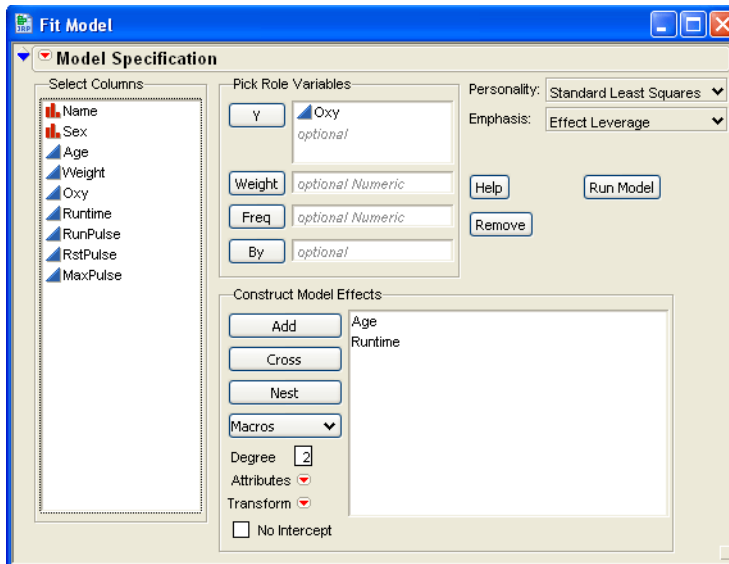 Fit Model
Model Specification
Select Columns
Name
Sex
Age
Weight
Oxy
Runtime
RunPulse
RstPulse
MaxPulse
Pick Role Variables
Y
Oxy
optional
Weight
optional Numeric
Freq
optional Numeric
By
optional
Personality:
Standard Least Squares
Emphasis:
Effect Leverage
Help
Run Model
Remove
Construct Model Effects
Add
Cross
Nest
Macros
Degree 2
Attributes
Transform
No Intercept
Age
Runtime